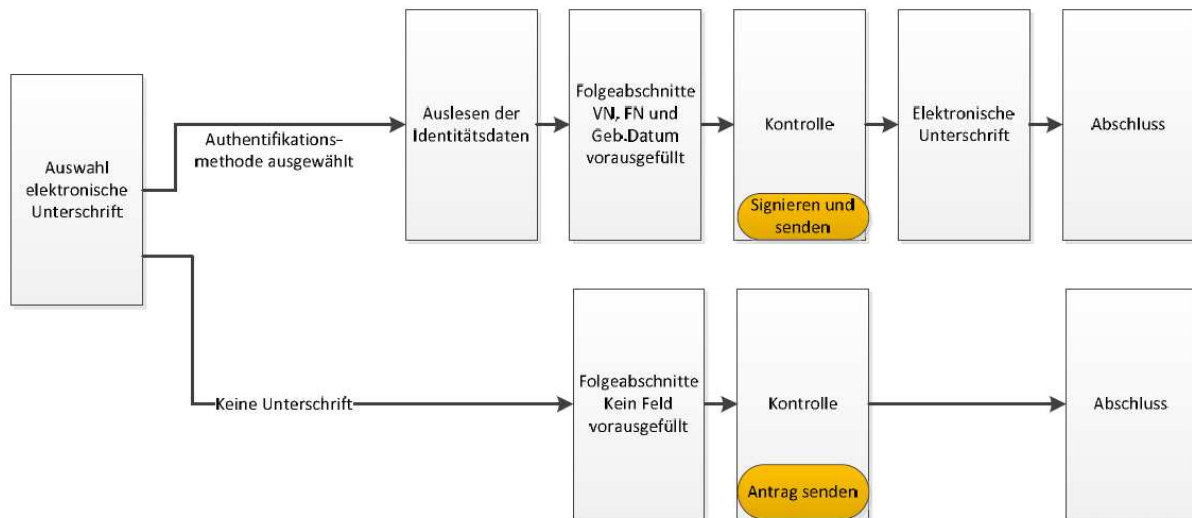 Auswahl
elektronische
Unterschrift
Authentifikations-
methode ausgewählt
Auslesen der
Identitätsdaten
Folgeabschnitte
VN, FN und
Geb.Datum
vorausgefüllt
Kontrolle
Signieren und
senden
Elektronische
Unterschrift
Abschluss
Keine Unterschrift
Folgeabschnitte
Kein Feld
vorausgefüllt
Kontrolle
Antrag senden
Abschluss